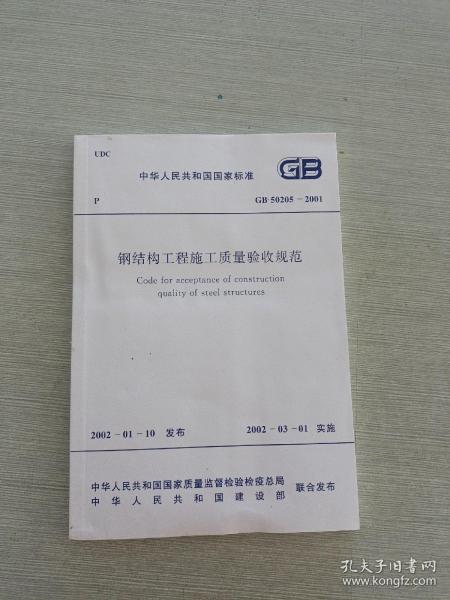 UDC
中华人民共和国国家标准
GB
P
GB 50205-2001
钢结构工程施工质量验收规范
Code for acceptance of construction
quality of steel structures
2002-01-10 发布
2002-03-01 实施
中华人民共和国国家质量监督检验检疫总局
中华人民共和国建设部
联合发布
孔夫子旧书网
www.kongfz.com